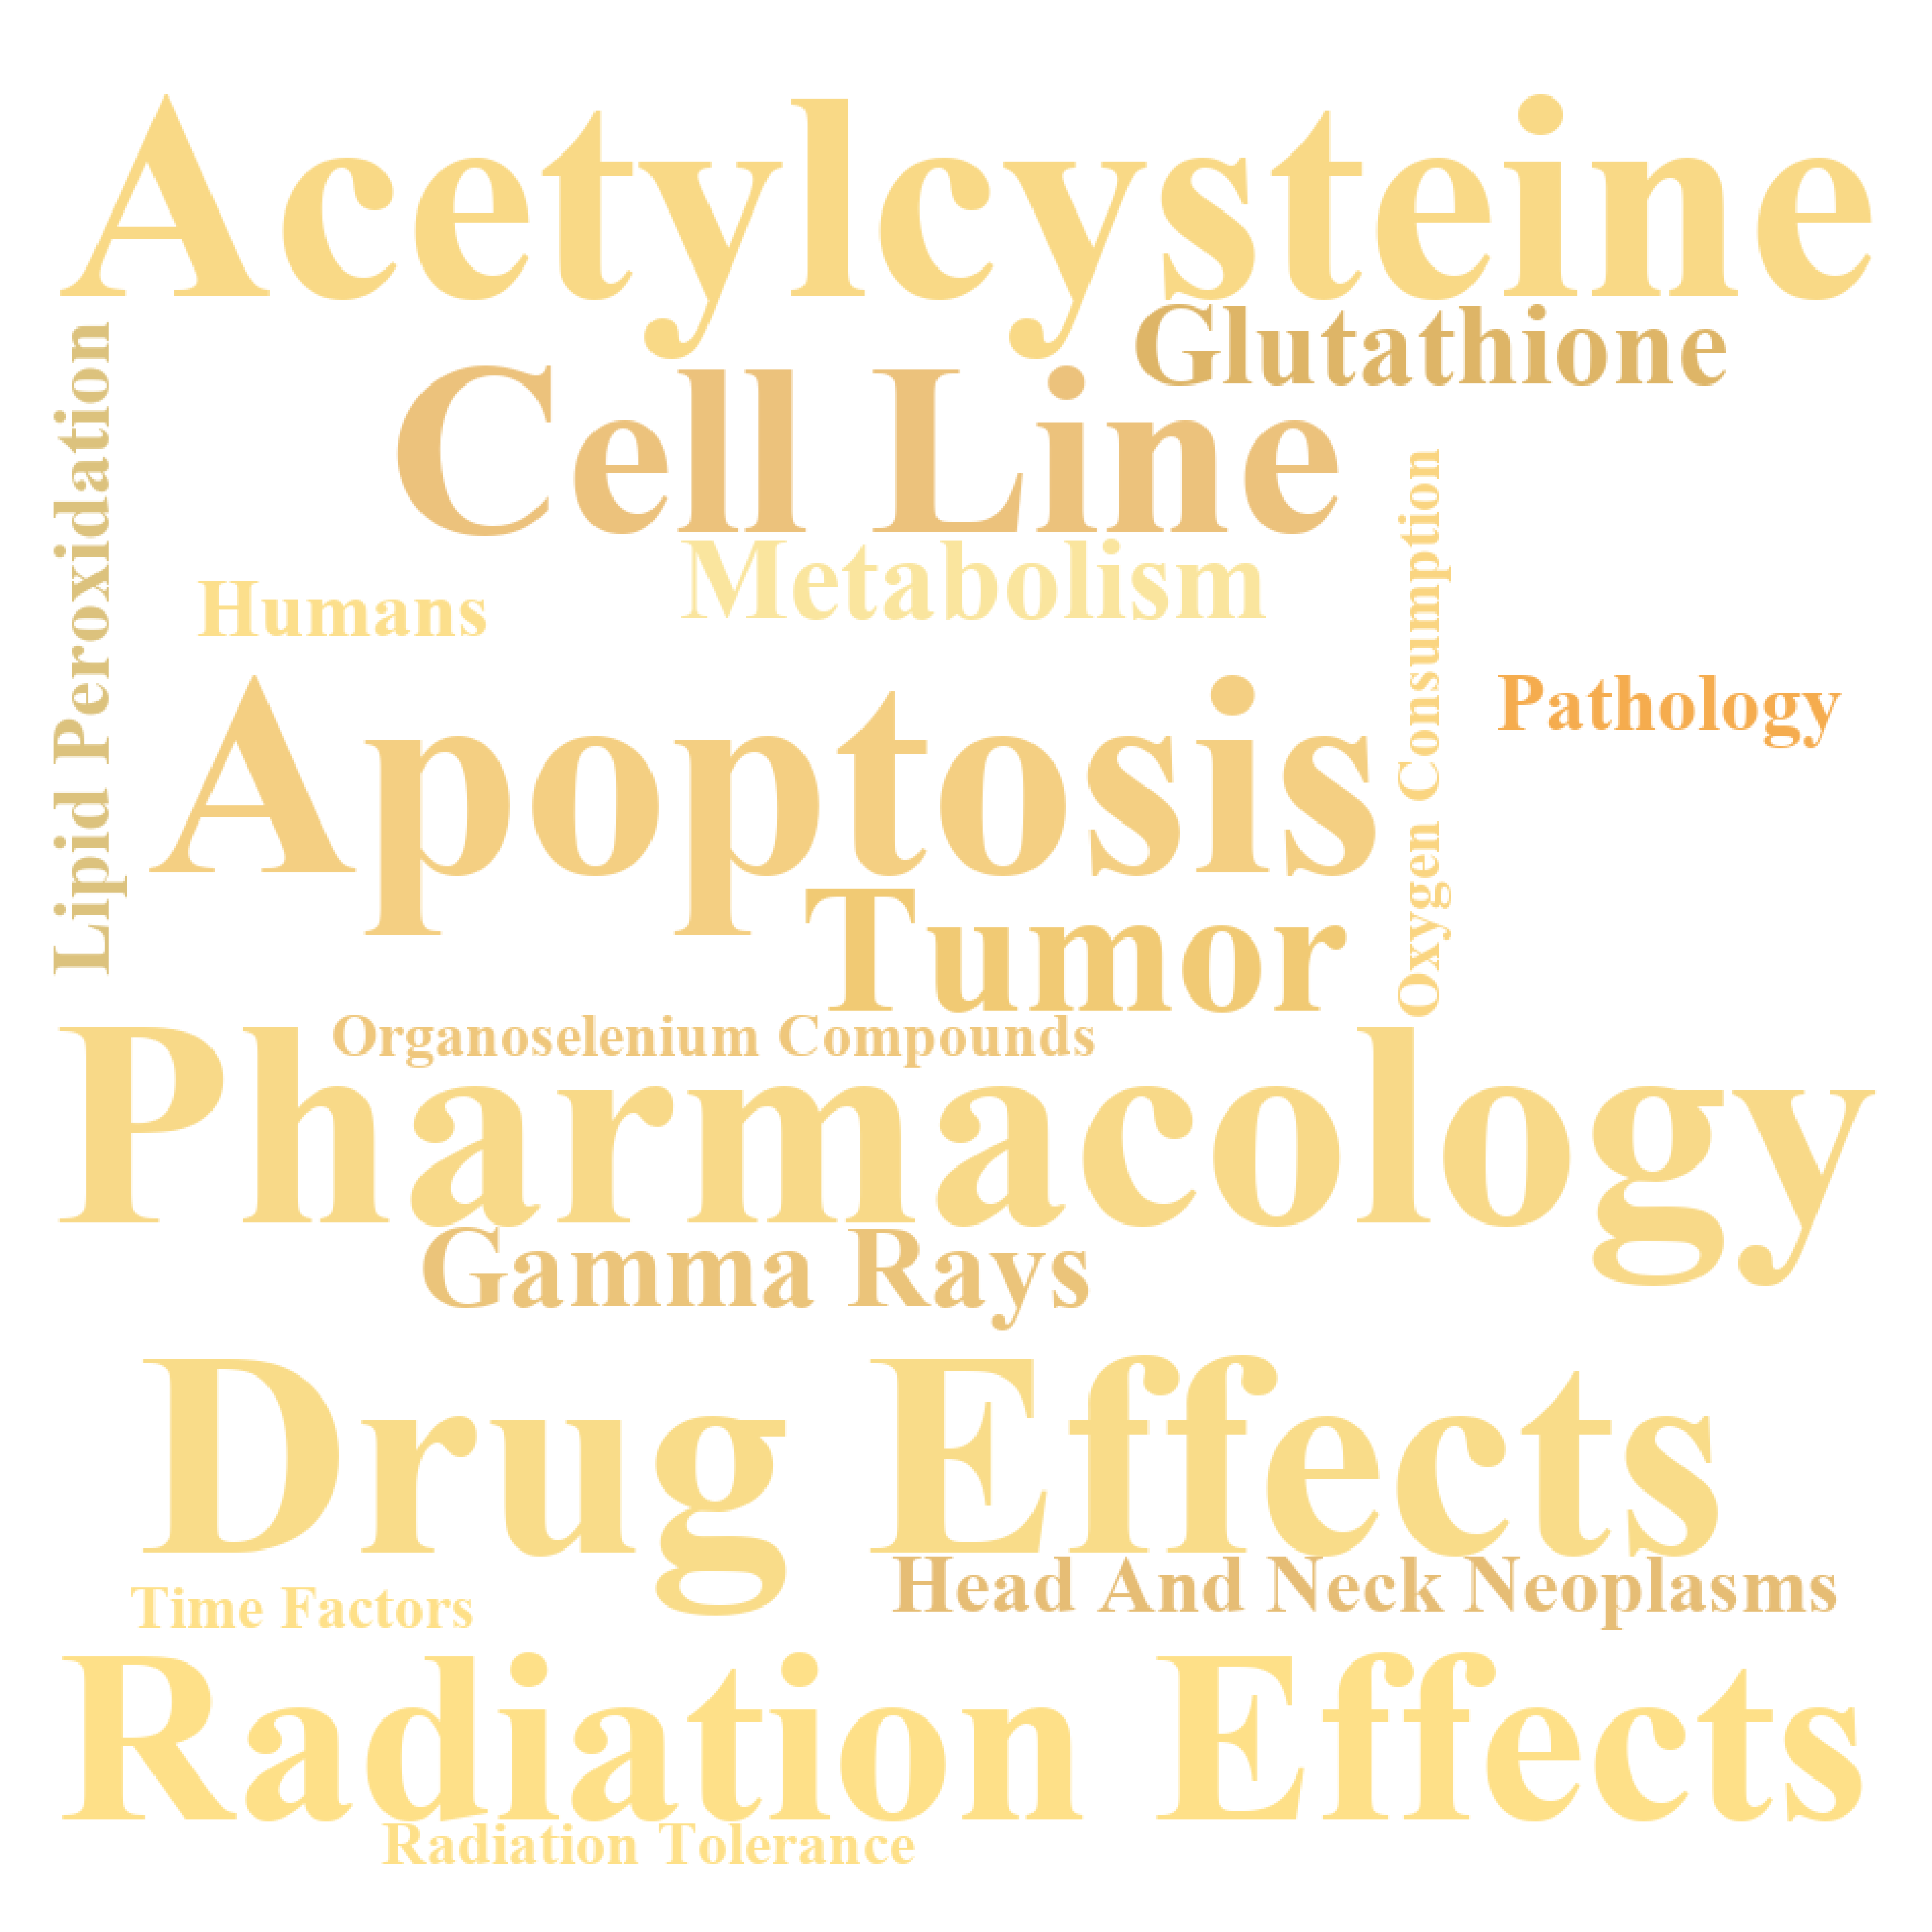 Acetylcysteine
Glutathione
Lipid Peroxidation
Cell Line
Oxygen Consumption
Metabolism
Humans
Pathology
Apoptosis
Tumor
Organoselenium Compounds
Pharmacology
Gamma Rays
Drug Effects
Head And Neck Neoplasms
Time Factors
Radiation Effects
Radiation Tolerance